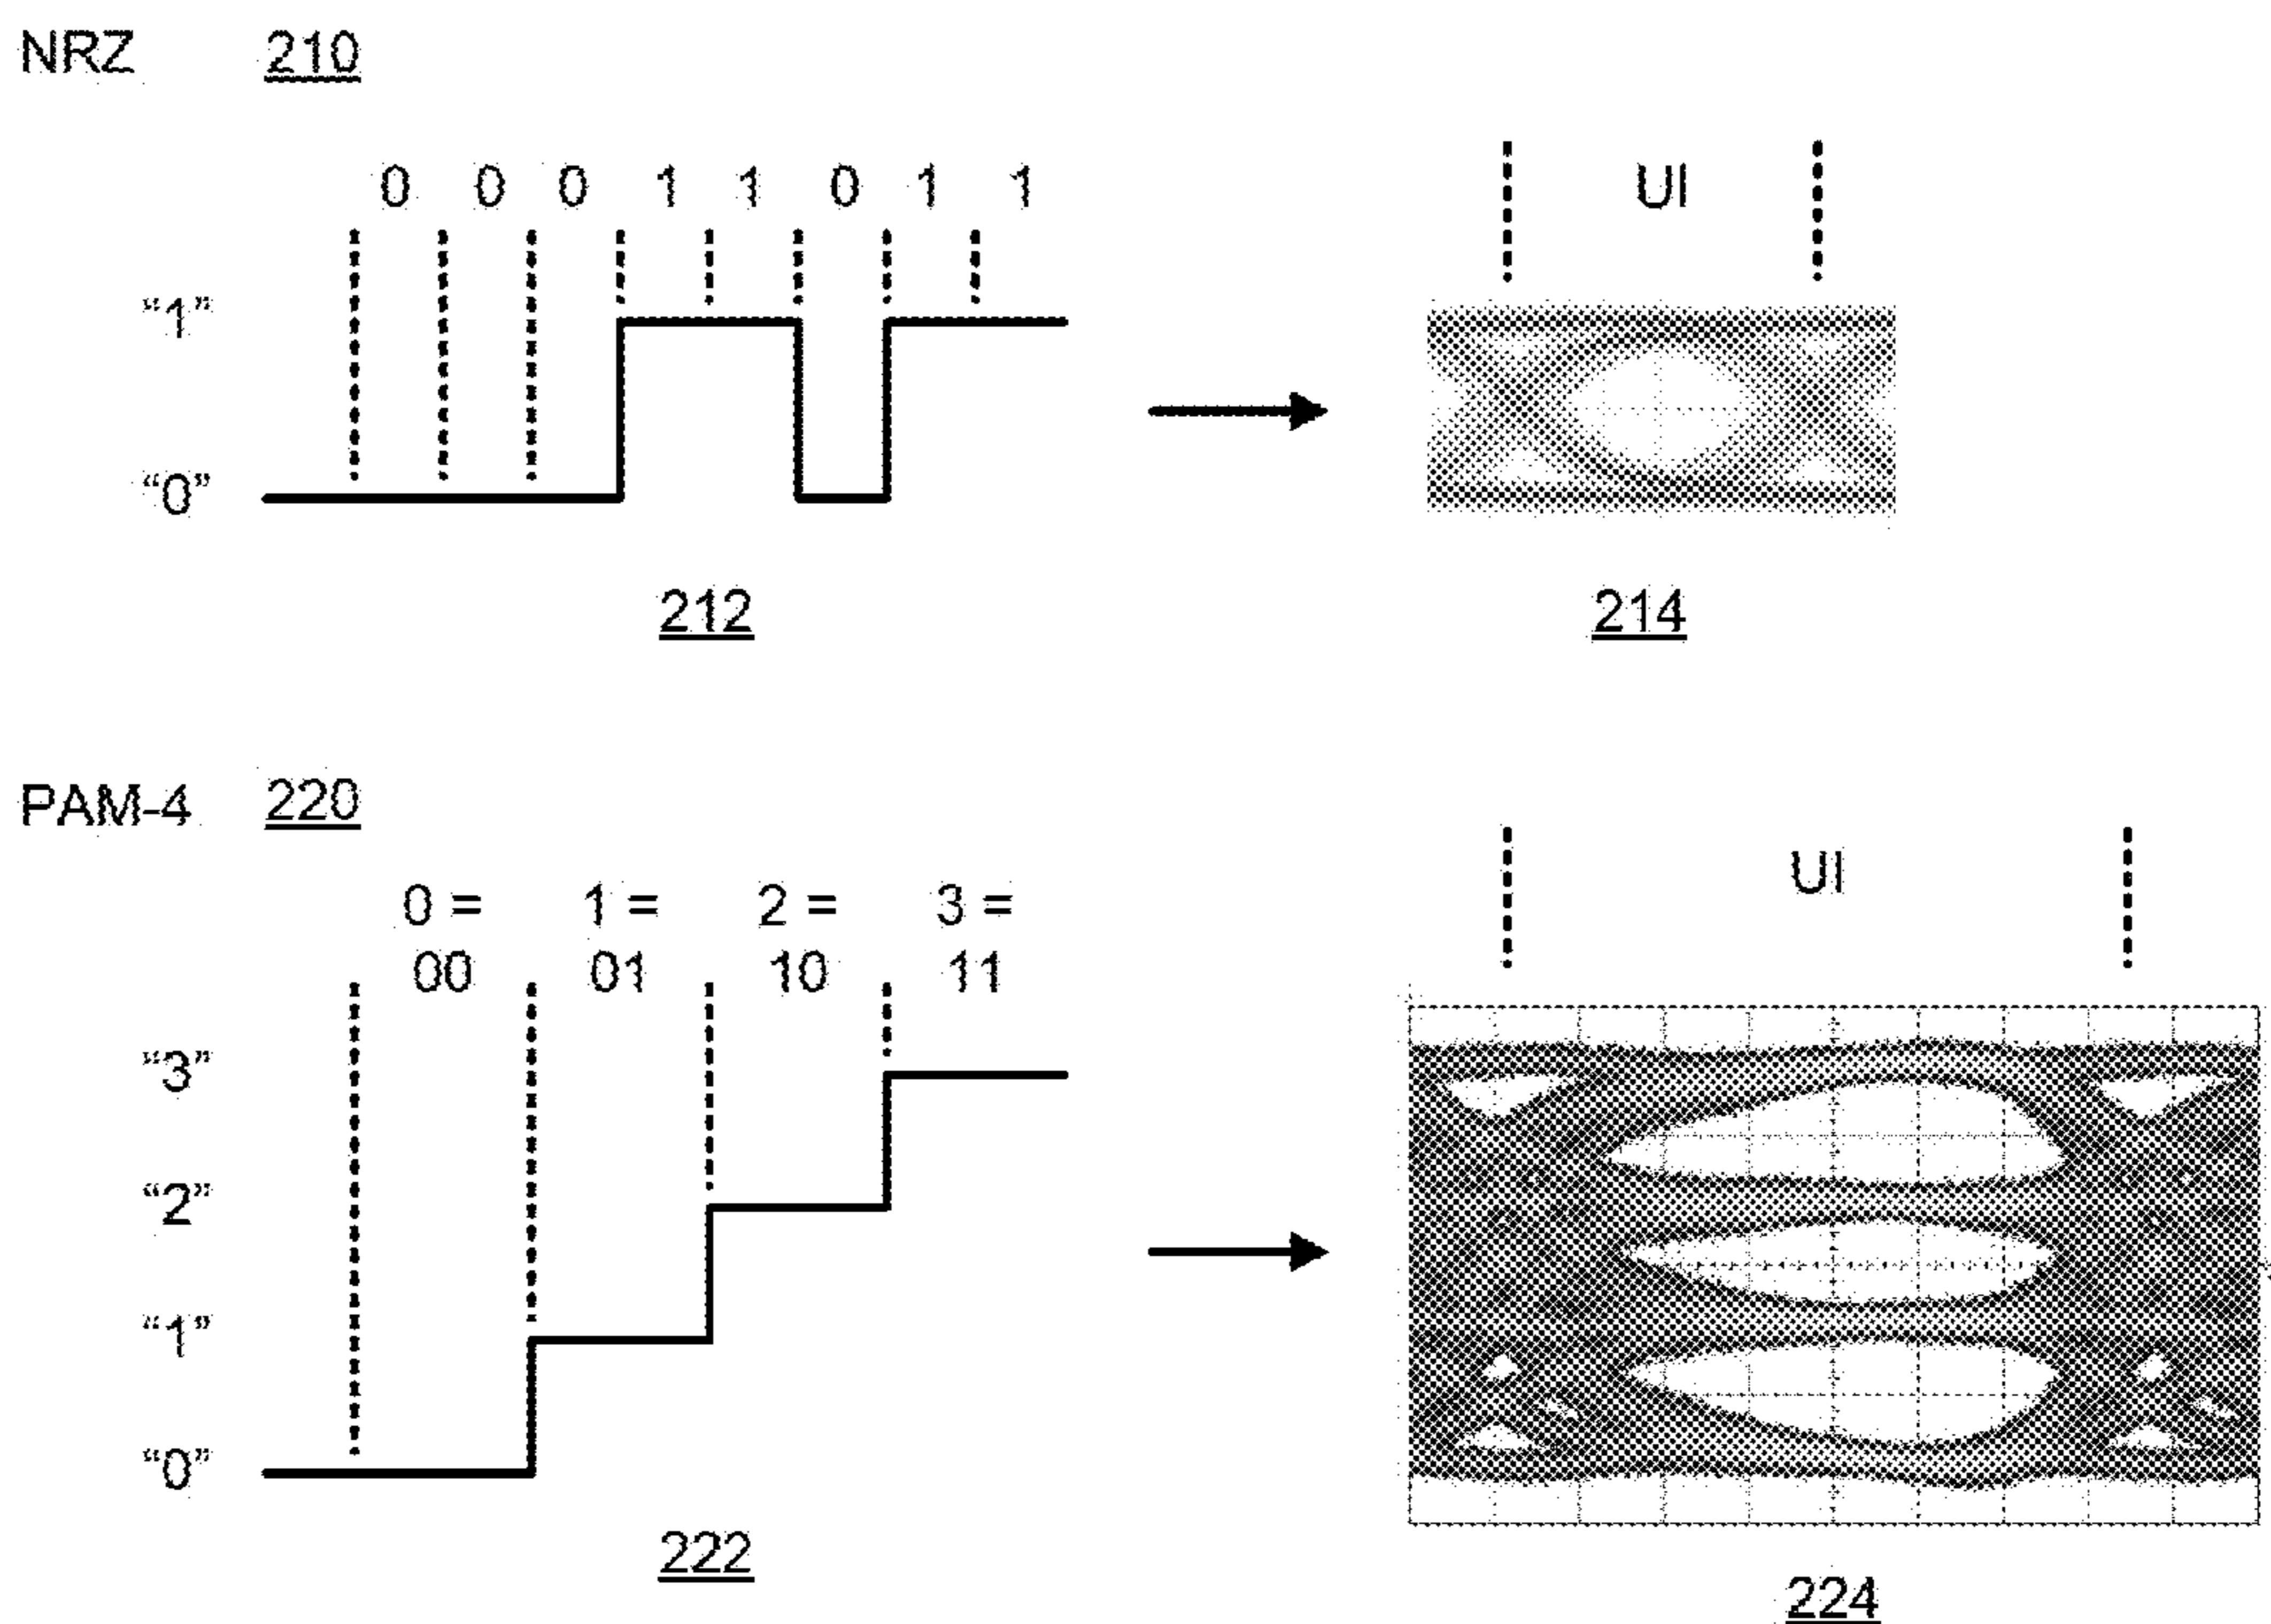 NRZ 210
0 0 0 1 1 0 1 1
UI
“1”
“0”
212
214
PAM-4 220
0 = 1 = 2 = 3 =
00 01 10 11
UI
“3”
“2”
“1”
“0”
222
224